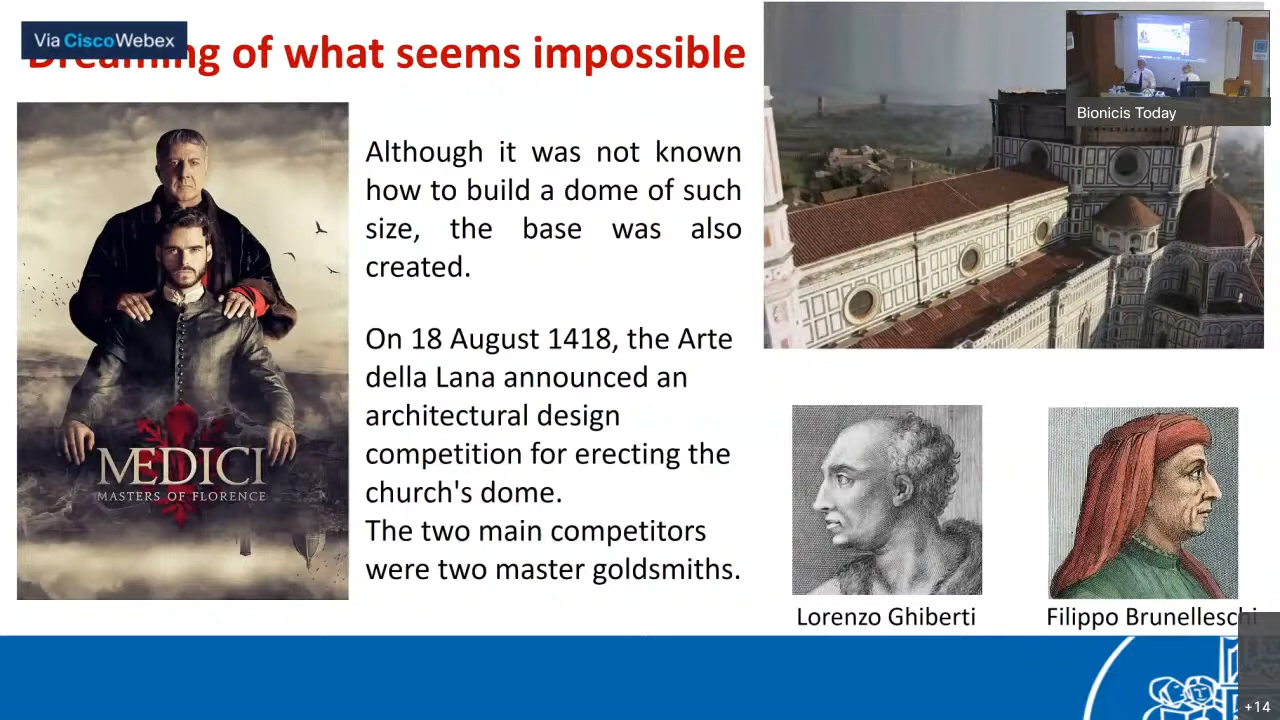 Via CiscoWebex
of what seems impossible
Bionicis Today
Although it was not known
how to build a dome of such
size, the base was also
created.
On 18 August 1418, the Arte
della Lana announced an
architectural design
competition for erecting the
church's dome.
The two main competitors
were two master goldsmiths.
MEDICI
MASTERS OF FLORENCE
Lorenzo Ghiberti
Filippo Brunelleschi
+14